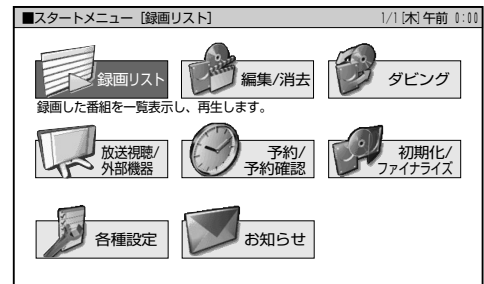 ■スタートメニュー［録画リスト］ 1/1[木]午前 0:00
録画リスト 編集/消去 ダビング
録画した番組を一覧表示し、再生します。
放送視聴/ 予約/ 初期化/
外部機器 予約確認 ファイナライズ
各種設定 お知らせ